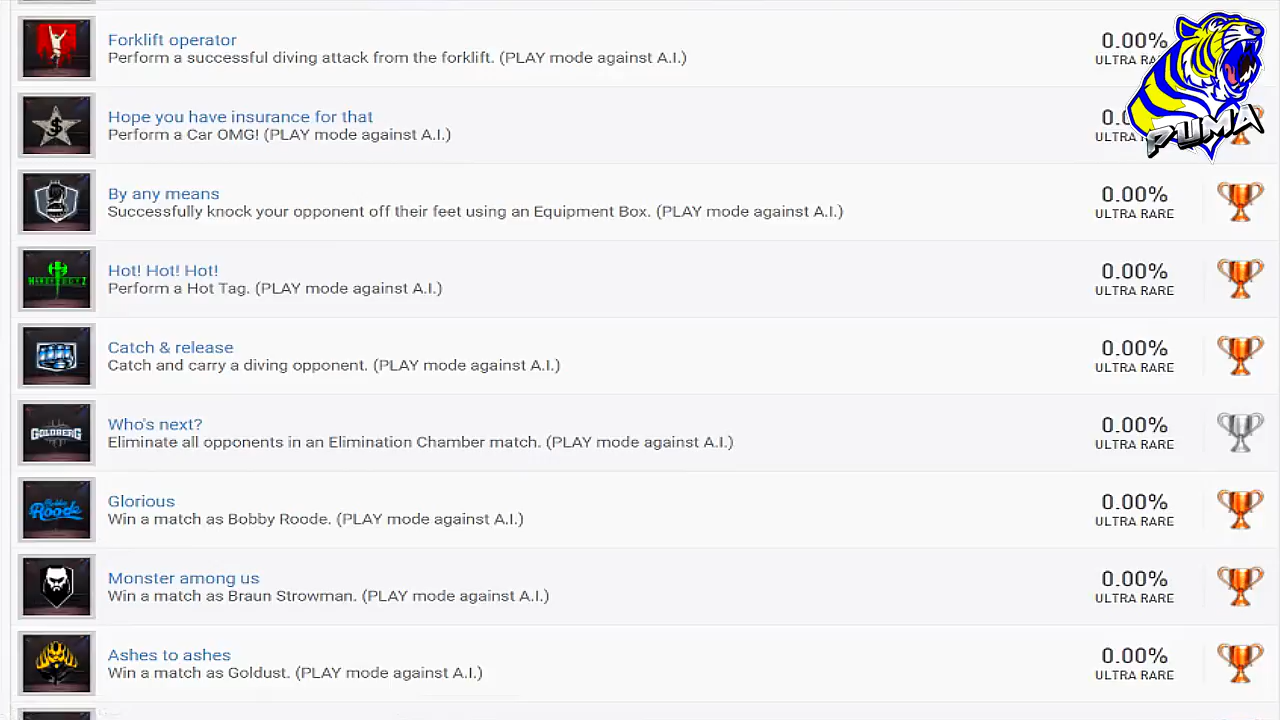 Forklift operator
Perform a successful diving attack from the forklift. (PLAY mode against A.I.)
0.00%
ULTRA RARE
PUMA
Hope you have insurance for that
Perform a Car OMG! (PLAY mode against A.I.)
By any means
Successfully knock your opponent off their feet using an Equipment Box. (PLAY mode against A.I.)
0.00%
ULTRA RARE
Hot! Hot! Hot!
Perform a Hot Tag. (PLAY mode against A.I.)
0.00%
ULTRA RARE
Catch & release
Catch and carry a diving opponent. (PLAY mode against A.I.)
0.00%
ULTRA RARE
GOLDBERG
Who's next?
Eliminate all opponents in an Elimination Chamber match. (PLAY mode against A.I.)
0.00%
ULTRA RARE
Bobby
Roode
Glorious
Win a match as Bobby Roode. (PLAY mode against A.I.)
0.00%
ULTRA RARE
Monster among us
Win a match as Braun Strowman. (PLAY mode against A.I.)
0.00%
ULTRA RARE
Ashes to ashes
Win a match as Goldust. (PLAY mode against A.I.)
0.00%
ULTRA RARE